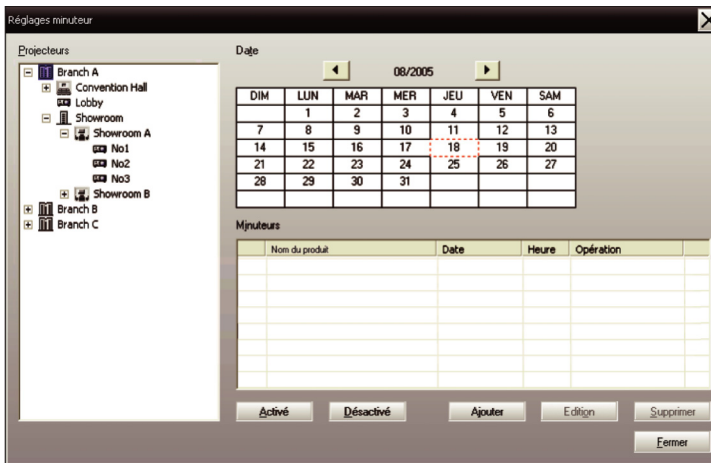 Réglages minuteur
Projecteurs
Branch A
Convention Hall
Lobby
Showroom
Showroom A
No1
No2
No3
Showroom B
Branch B
Branch C
Date
08/2005
DIM LUN MAR MER JEU VEN SAM
1 2 3 4 5 6
7 8 9 10 11 12 13
14 15 16 17 18 19 20
21 22 23 24 25 26 27
28 29 30 31
Minuteurs
Nom du produit Date Heure Opération
Activé Désactivé Ajouter Edition Supprimer
Fermer